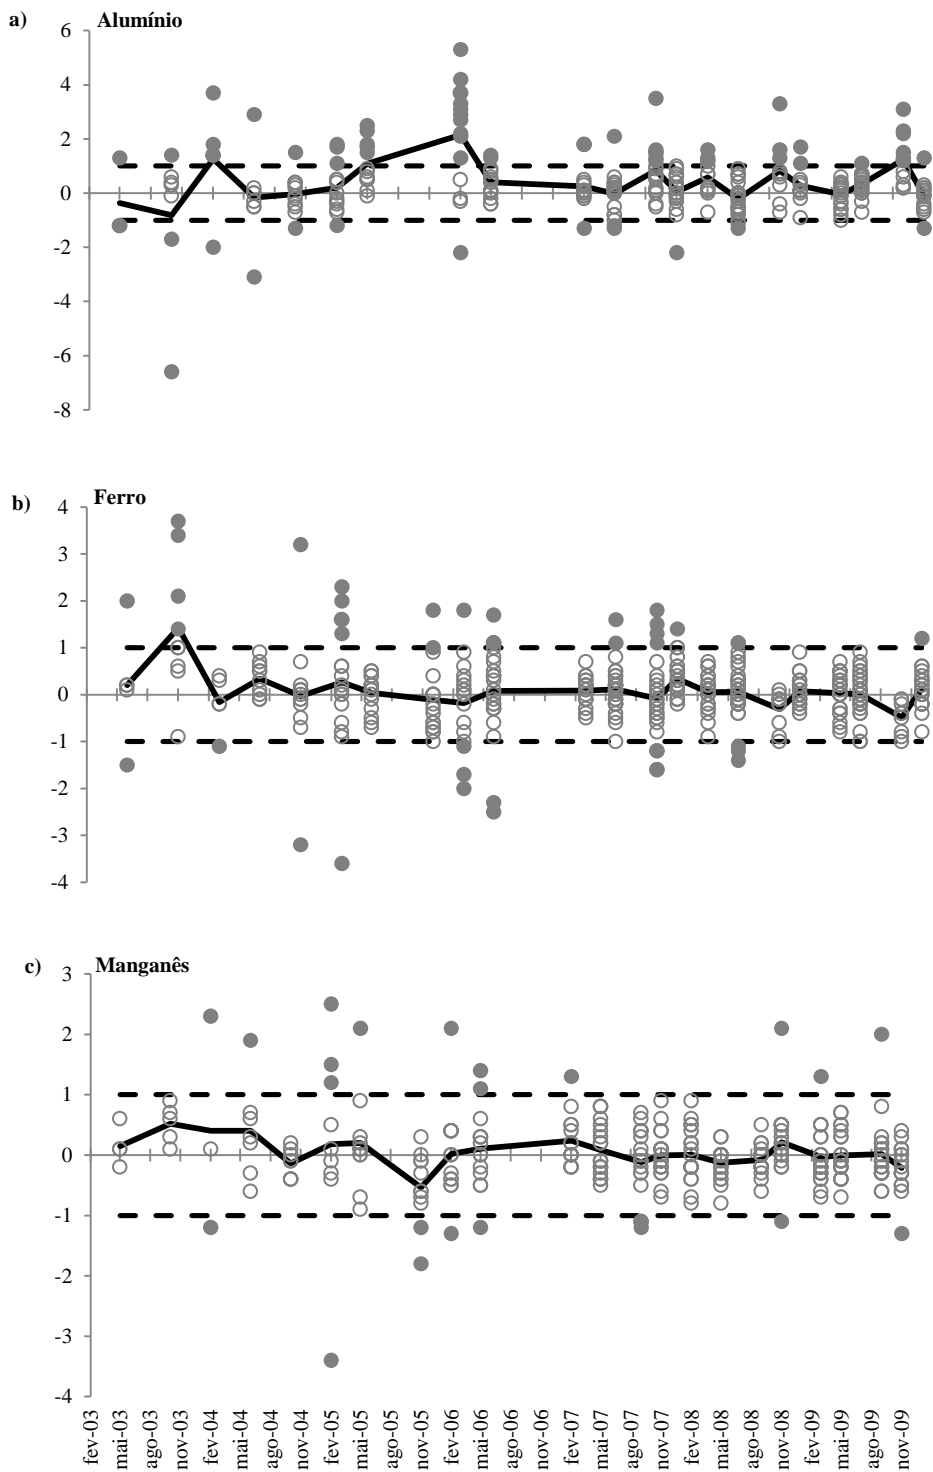 a) Alumínio
6
4
2
0
-2
-4
-6
-8
b) Ferro
4
3
2
1
0
-1
-2
-3
-4
c) Manganês
3
2
1
0
-1
-2
-3
-4
fev-03
mai-03
ago-03
nov-03
fev-04
mai-04
ago-04
nov-04
fev-05
mai-05
ago-05
nov-05
fev-06
mai-06
ago-06
nov-06
fev-07
mai-07
ago-07
nov-07
fev-08
mai-08
ago-08
nov-08
fev-09
mai-09
ago-09
nov-09